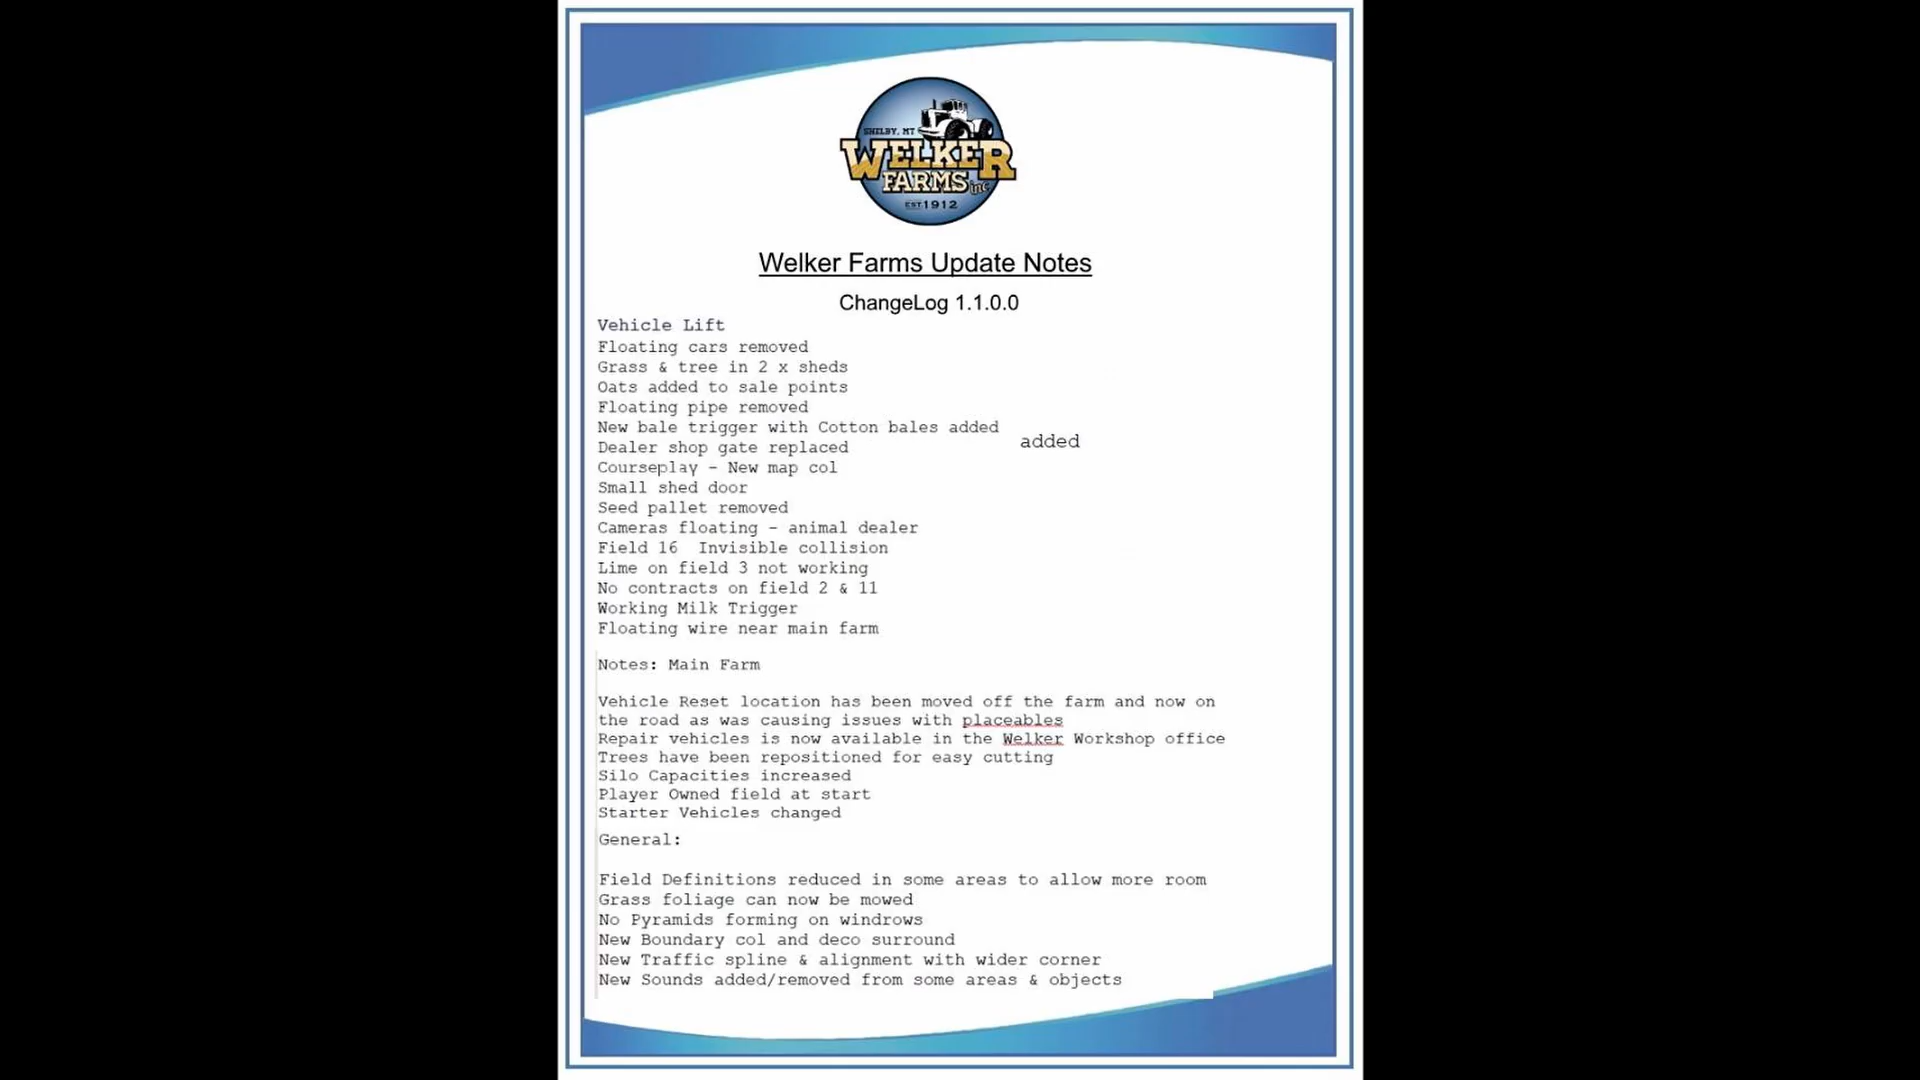 SHELBY, MT
WELKER
FARMS inc
EST. 1912
Welker Farms Update Notes
ChangeLog 1.1.0.0
Vehicle Lift
Floating cars removed
Grass & tree in 2 x sheds
Oats added to sale points
Floating pipe removed
New bale trigger with Cotton bales added
added
Dealer shop gate replaced
Courseplay - New map col
Small shed door
Seed pallet removed
Cameras floating - animal dealer
Field 16  Invisible collision
Lime on field 3 not working
No contracts on field 2 & 11
Working Milk Trigger
Floating wire near main farm
Notes: Main Farm
Vehicle Reset location has been moved off the farm and now on
the road as was causing issues with placeables
Repair vehicles is now available in the Welker Workshop office
Trees have been repositioned for easy cutting
Silo Capacities increased
Player Owned field at start
Starter Vehicles changed
General:
Field Definitions reduced in some areas to allow more room
Grass foliage can now be mowed
No Pyramids forming on windrows
New Boundary col and deco surround
New Traffic spline & alignment with wider corner
New Sounds added/removed from some areas & objects